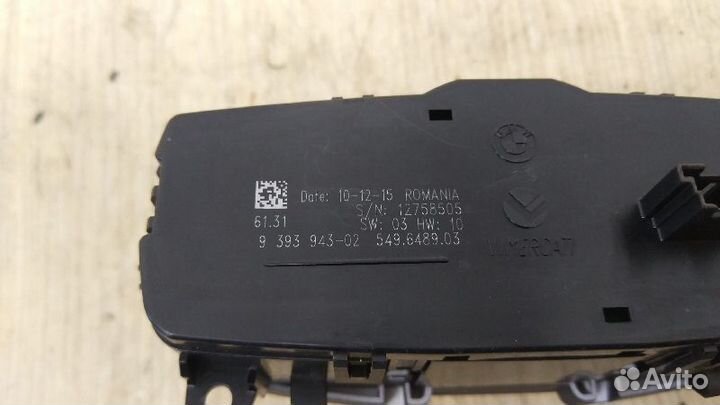 Date: 10-12-15 ROMANIA
S/N: 12758505
61.31 SW: 03 HW: 10
9 393 943-02 549.6489.03
VIMERCATI
Avito